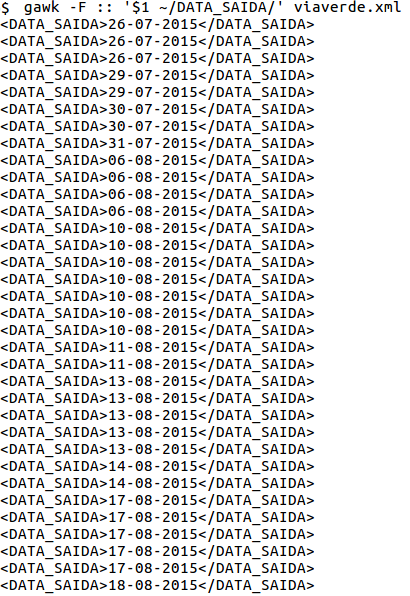 $ gawk -F :: '$1 ~/DATA_SAIDA/' viaverde.xml
<DATA_SAIDA>26-07-2015</DATA_SAIDA>
<DATA_SAIDA>26-07-2015</DATA_SAIDA>
<DATA_SAIDA>26-07-2015</DATA_SAIDA>
<DATA_SAIDA>29-07-2015</DATA_SAIDA>
<DATA_SAIDA>29-07-2015</DATA_SAIDA>
<DATA_SAIDA>30-07-2015</DATA_SAIDA>
<DATA_SAIDA>30-07-2015</DATA_SAIDA>
<DATA_SAIDA>31-07-2015</DATA_SAIDA>
<DATA_SAIDA>06-08-2015</DATA_SAIDA>
<DATA_SAIDA>06-08-2015</DATA_SAIDA>
<DATA_SAIDA>06-08-2015</DATA_SAIDA>
<DATA_SAIDA>06-08-2015</DATA_SAIDA>
<DATA_SAIDA>10-08-2015</DATA_SAIDA>
<DATA_SAIDA>10-08-2015</DATA_SAIDA>
<DATA_SAIDA>10-08-2015</DATA_SAIDA>
<DATA_SAIDA>10-08-2015</DATA_SAIDA>
<DATA_SAIDA>10-08-2015</DATA_SAIDA>
<DATA_SAIDA>10-08-2015</DATA_SAIDA>
<DATA_SAIDA>10-08-2015</DATA_SAIDA>
<DATA_SAIDA>11-08-2015</DATA_SAIDA>
<DATA_SAIDA>11-08-2015</DATA_SAIDA>
<DATA_SAIDA>13-08-2015</DATA_SAIDA>
<DATA_SAIDA>13-08-2015</DATA_SAIDA>
<DATA_SAIDA>13-08-2015</DATA_SAIDA>
<DATA_SAIDA>13-08-2015</DATA_SAIDA>
<DATA_SAIDA>13-08-2015</DATA_SAIDA>
<DATA_SAIDA>14-08-2015</DATA_SAIDA>
<DATA_SAIDA>14-08-2015</DATA_SAIDA>
<DATA_SAIDA>17-08-2015</DATA_SAIDA>
<DATA_SAIDA>17-08-2015</DATA_SAIDA>
<DATA_SAIDA>17-08-2015</DATA_SAIDA>
<DATA_SAIDA>17-08-2015</DATA_SAIDA>
<DATA_SAIDA>17-08-2015</DATA_SAIDA>
<DATA_SAIDA>18-08-2015</DATA_SAIDA>